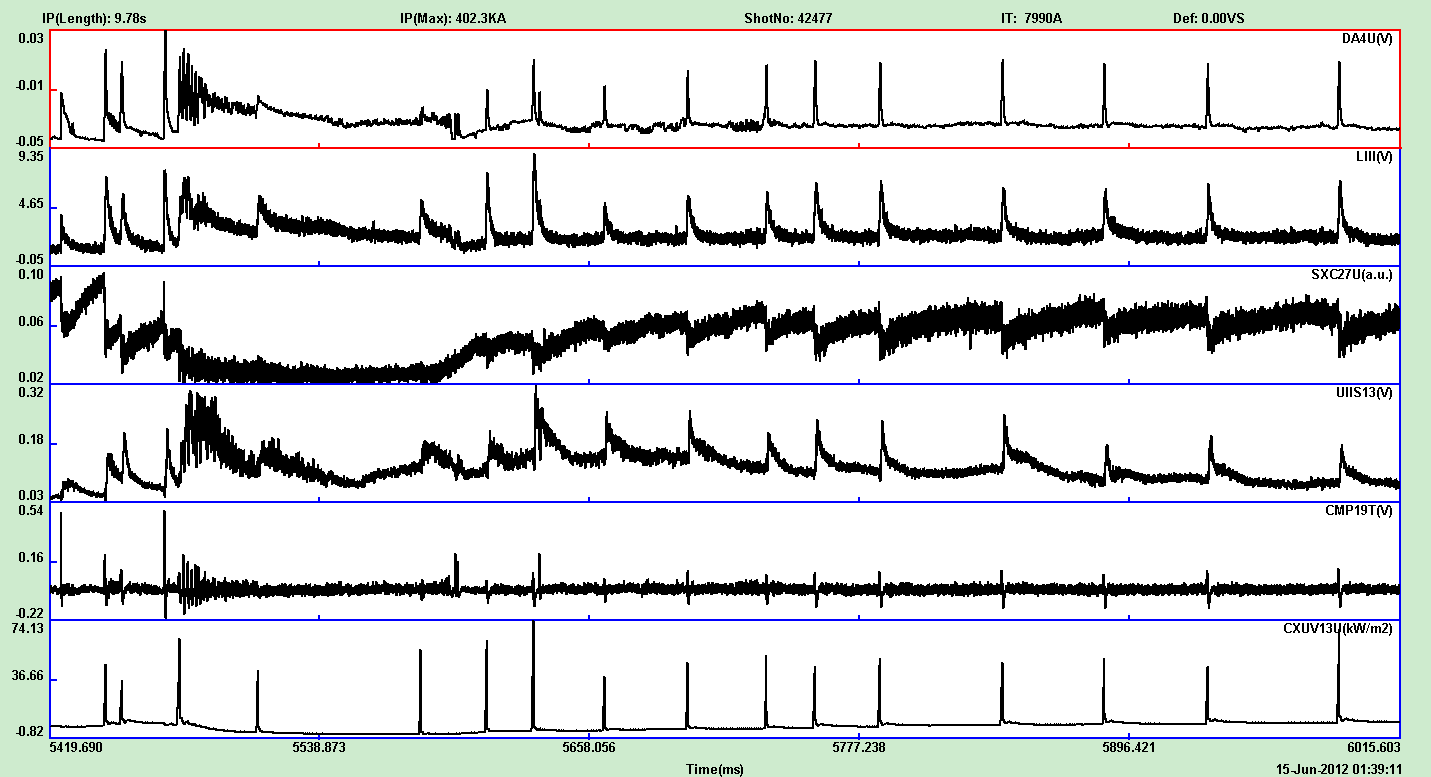 IP(Length): 9.78s IP(Max): 402.3KA ShotNo: 42477 IT: 7990A Def: 0.00VS
0.03 DA4U(V)
-0.01
-0.05
9.35 LIII(V)
4.65
-0.05
0.10 SXC27U(a.u.)
0.06
0.02
0.32 UIIS13(V)
0.18
0.03
0.54 CMP19T(V)
0.16
-0.22
74.13 CXUV13U(kW/m2)
36.66
-0.82
5419.690 5538.873 5658.056 5777.238 5896.421 6015.603
Time(ms) 15-Jun-2012 01:39:11